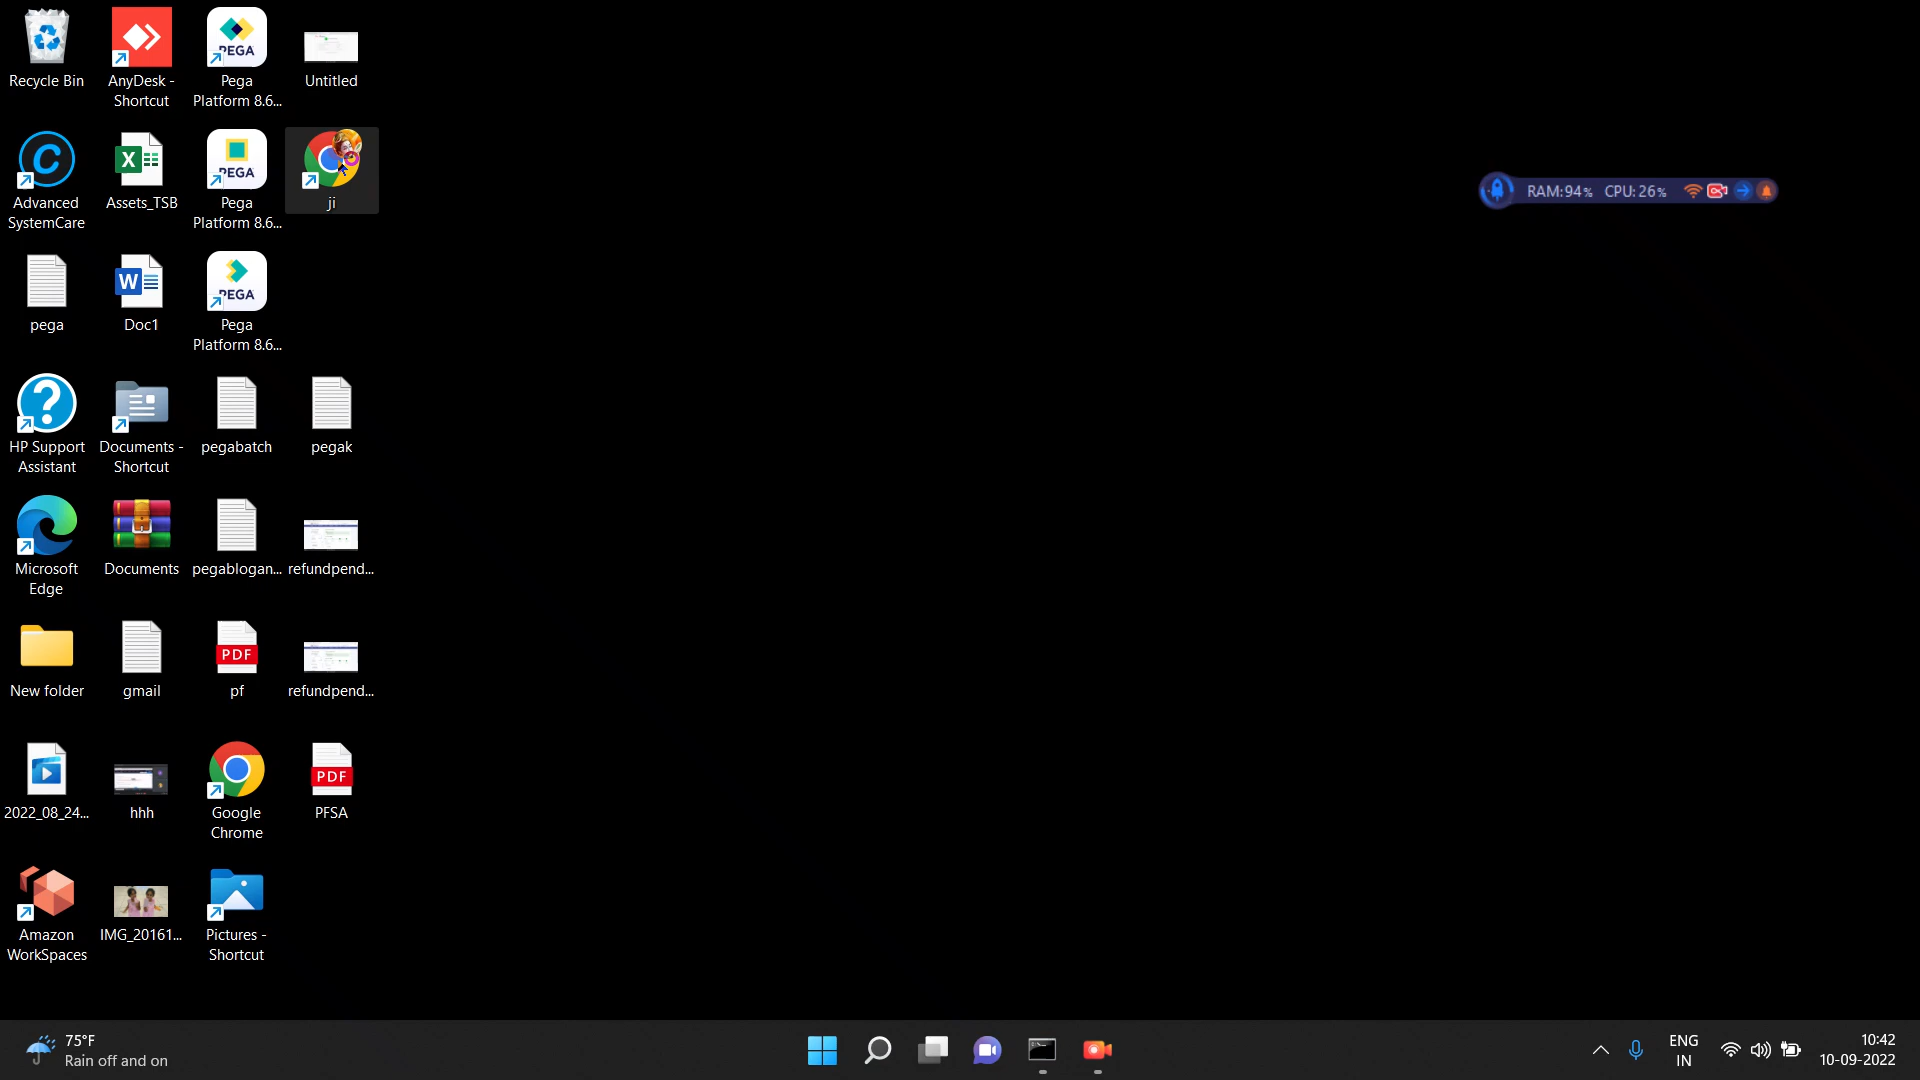 Recycle Bin
AnyDesk -
Shortcut
PEGA
Pega
Platform 8.6...
Untitled
Advanced
SystemCare
Assets_TSB
PEGA
Pega
Platform 8.6...
ji
RAM:94% CPU:26%
pega
Doc1
PEGA
Pega
Platform 8.6...
HP Support
Assistant
Documents -
Shortcut
pegabatch
pegak
Microsoft
Edge
Documents
pegablogan...
refundpend...
New folder
gmail
PDF
pf
refundpend...
2022_08_24...
hhh
Google
Chrome
PDF
PFSA
Amazon
WorkSpaces
IMG_20161...
Pictures -
Shortcut
75°F
Rain off and on
ENG
IN
10:42
10-09-2022